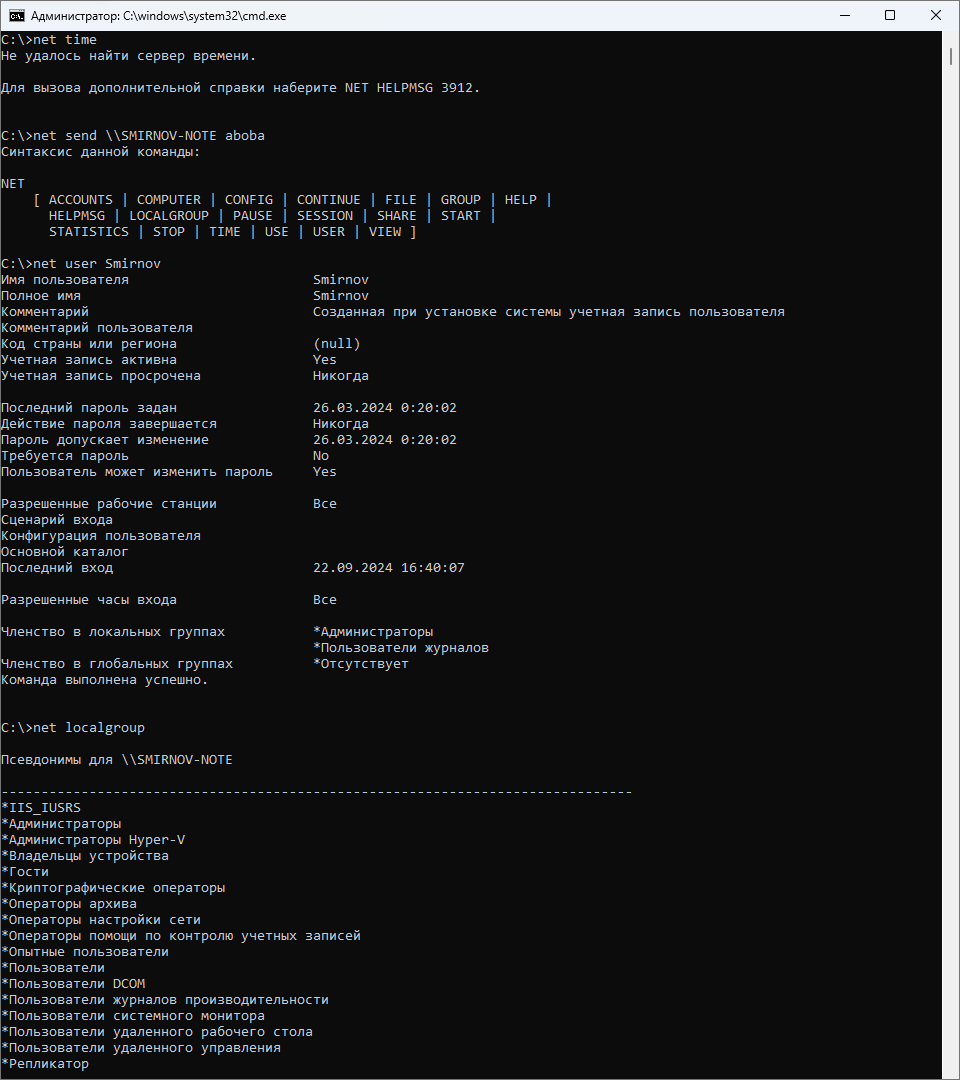 Администратор: C:\windows\system32\cmd.exe
C:\>net time
Не удалось найти сервер времени.
Для вызова дополнительной справки наберите NET HELPMSG 3912.
C:\>net send \\SMIRNOV-NOTE aboba
Синтаксис данной команды:
NET
[ ACCOUNTS | COMPUTER | CONFIG | CONTINUE | FILE | GROUP | HELP |
HELPMSG | LOCALGROUP | PAUSE | SESSION | SHARE | START |
STATISTICS | STOP | TIME | USE | USER | VIEW ]
C:\>net user Smirnov
Имя пользователя Smirnov
Полное имя Smirnov
Комментарий Созданная при установке системы учетная запись пользователя
Комментарий пользователя
Код страны или региона (null)
Учетная запись активна Yes
Учетная запись просрочена Никогда
Последний пароль задан 26.03.2024 0:20:02
Действие пароля завершается Никогда
Пароль допускает изменение 26.03.2024 0:20:02
Требуется пароль No
Пользователь может изменить пароль Yes
Разрешенные рабочие станции Все
Сценарий входа
Конфигурация пользователя
Основной каталог
Последний вход 22.09.2024 16:40:07
Разрешенные часы входа Все
Членство в локальных группах *Администраторы
*Пользователи журналов
Членство в глобальных группах *Отсутствует
Команда выполнена успешно.
C:\>net localgroup
Псевдонимы для \\SMIRNOV-NOTE
-------------------------------------------------------------------------------
*IIS_IUSRS
*Администраторы
*Администраторы Hyper-V
*Владельцы устройства
*Гости
*Криптографические операторы
*Операторы архива
*Операторы настройки сети
*Операторы помощи по контролю учетных записей
*Опытные пользователи
*Пользователи
*Пользователи DCOM
*Пользователи журналов производительности
*Пользователи системного монитора
*Пользователи удаленного рабочего стола
*Пользователи удаленного управления
*Репликатор